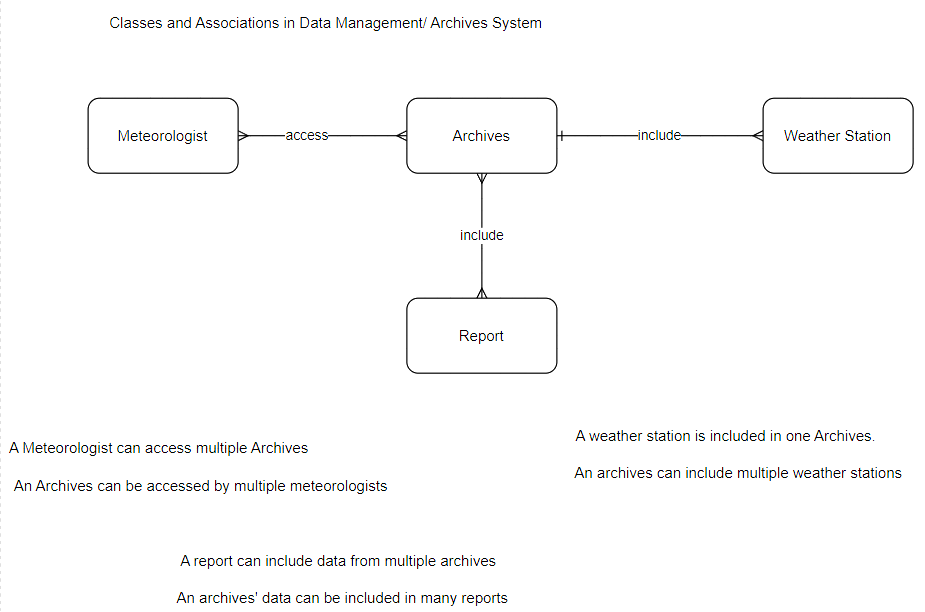 Classes and Associations in Data Management/ Archives System
Meteorologist
access
Archives
include
Weather Station
include
Report
A Meteorologist can access multiple Archives
An Archives can be accessed by multiple meteorologists
A weather station is included in one Archives.
An archives can include multiple weather stations
A report can include data from multiple archives
An archives' data can be included in many reports